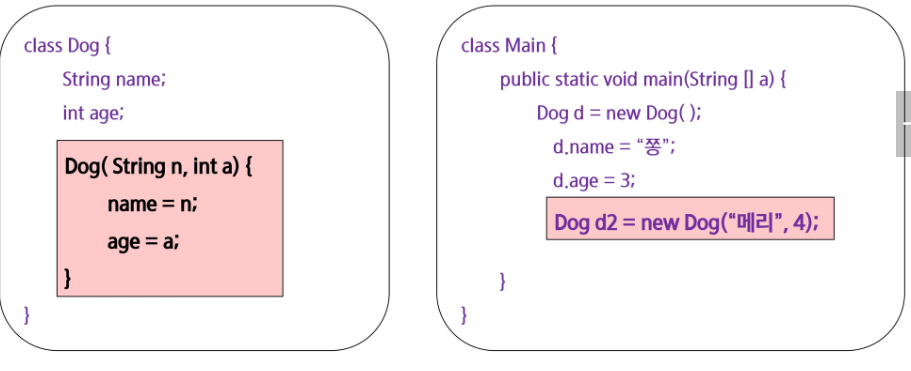 class Dog {
String name;
int age;
Dog( String n, int a) {
name = n;
age = a;
}
}
class Main {
public static void main(String [] a) {
Dog d = new Dog( );
d.name = “쫑”;
d.age = 3;
Dog d2 = new Dog(“메리”, 4);
}
}